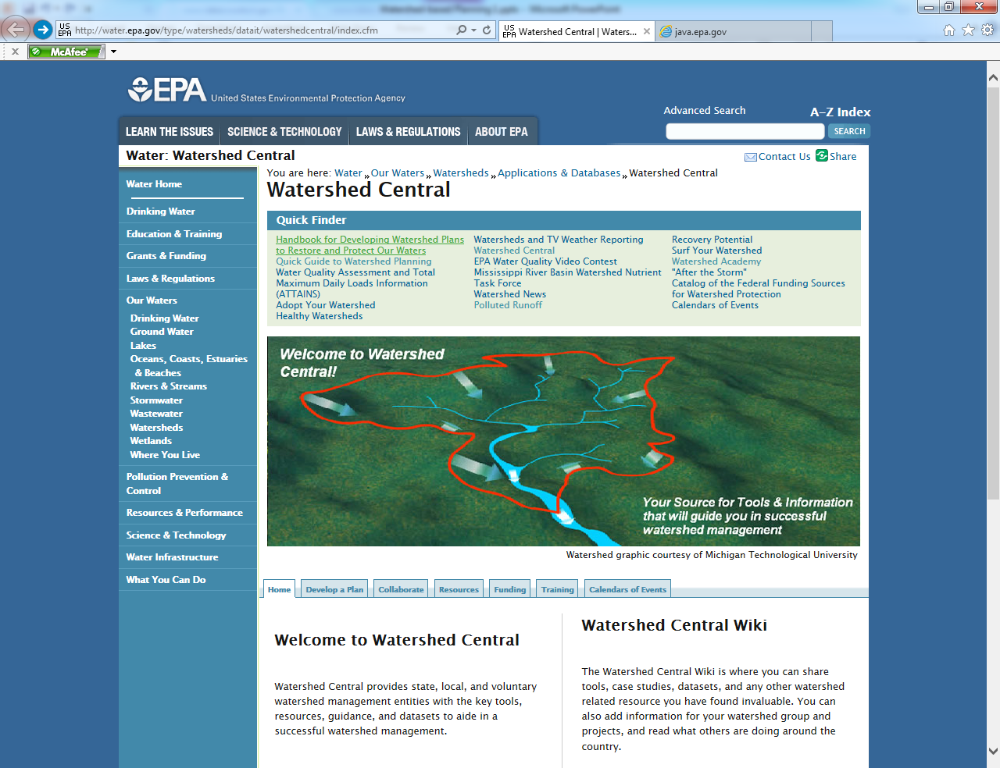 Watershed Based Planning 2.pptx - Microsoft PowerPoint
US EPA http://water.epa.gov/type/watersheds/datait/watershedcentral/index.cfm
US EPA Watershed Central | Waters...
java.epa.gov
McAfee
EPA United States Environmental Protection Agency
Advanced Search A-Z Index
SEARCH
LEARN THE ISSUES SCIENCE & TECHNOLOGY LAWS & REGULATIONS ABOUT EPA
Water: Watershed Central
Contact Us Share
Water Home
Drinking Water
Education & Training
Grants & Funding
Laws & Regulations
Our Waters
Drinking Water
Ground Water
Lakes
Oceans, Coasts, Estuaries
& Beaches
Rivers & Streams
Stormwater
Wastewater
Watersheds
Wetlands
Where You Live
Pollution Prevention &
Control
Resources & Performance
Science & Technology
Water Infrastructure
What You Can Do
You are here: Water » Our Waters » Watersheds » Applications & Databases » Watershed Central
Watershed Central
Quick Finder
Handbook for Developing Watershed Plans
to Restore and Protect Our Waters
Quick Guide to Watershed Planning
Water Quality Assessment and Total
Maximum Daily Loads Information
(ATTAINS)
Adopt Your Watershed
Healthy Watersheds
Watersheds and TV Weather Reporting
Watershed Central
EPA Water Quality Video Contest
Mississippi River Basin Watershed Nutrient
Task Force
Watershed News
Polluted Runoff
Recovery Potential
Surf Your Watershed
Watershed Academy
"After the Storm"
Catalog of the Federal Funding Sources
for Watershed Protection
Calendars of Events
Welcome to Watershed
Central!
Your Source for Tools & Information
that will guide you in successful
watershed management
Watershed graphic courtesy of Michigan Technological University
Home Develop a Plan Collaborate Resources Funding Training Calendars of Events
Welcome to Watershed Central
Watershed Central provides state, local, and voluntary
watershed management entities with the key tools,
resources, guidance, and datasets to aide in a
successful watershed management.
Watershed Central Wiki
The Watershed Central Wiki is where you can share
tools, case studies, datasets, and any other watershed
related resource you have found invaluable. You can
also add information for your watershed group and
projects, and read what others are doing around the
country.